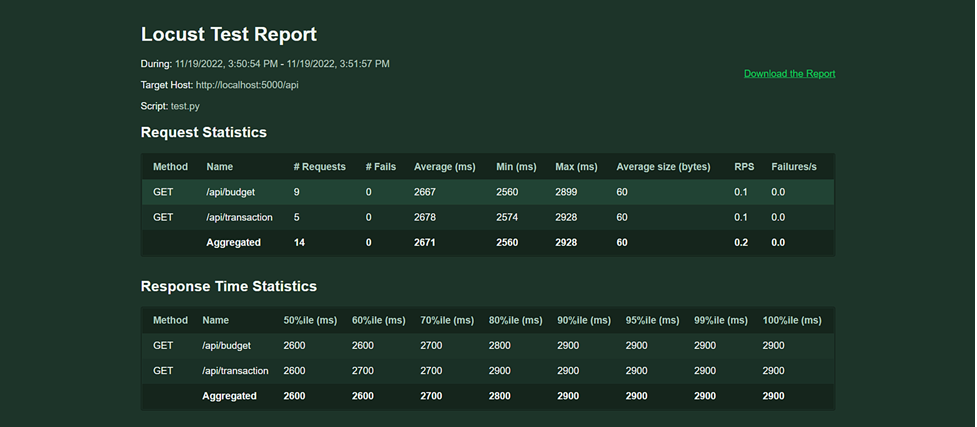 Locust Test Report
During: 11/19/2022, 3:50:54 PM - 11/19/2022, 3:51:57 PM
Download the Report
Target Host: http://localhost:5000/api
Script: test.py
Request Statistics
Method Name # Requests # Fails Average (ms) Min (ms) Max (ms) Average size (bytes) RPS Failures/s
GET /api/budget 9 0 2667 2560 2899 60 0.1 0.0
GET /api/transaction 5 0 2678 2574 2928 60 0.1 0.0
Aggregated 14 0 2671 2560 2928 60 0.2 0.0
Response Time Statistics
Method Name 50%ile (ms) 60%ile (ms) 70%ile (ms) 80%ile (ms) 90%ile (ms) 95%ile (ms) 99%ile (ms) 100%ile (ms)
GET /api/budget 2600 2600 2700 2800 2900 2900 2900 2900
GET /api/transaction 2600 2700 2700 2900 2900 2900 2900 2900
Aggregated 2600 2600 2700 2800 2900 2900 2900 2900